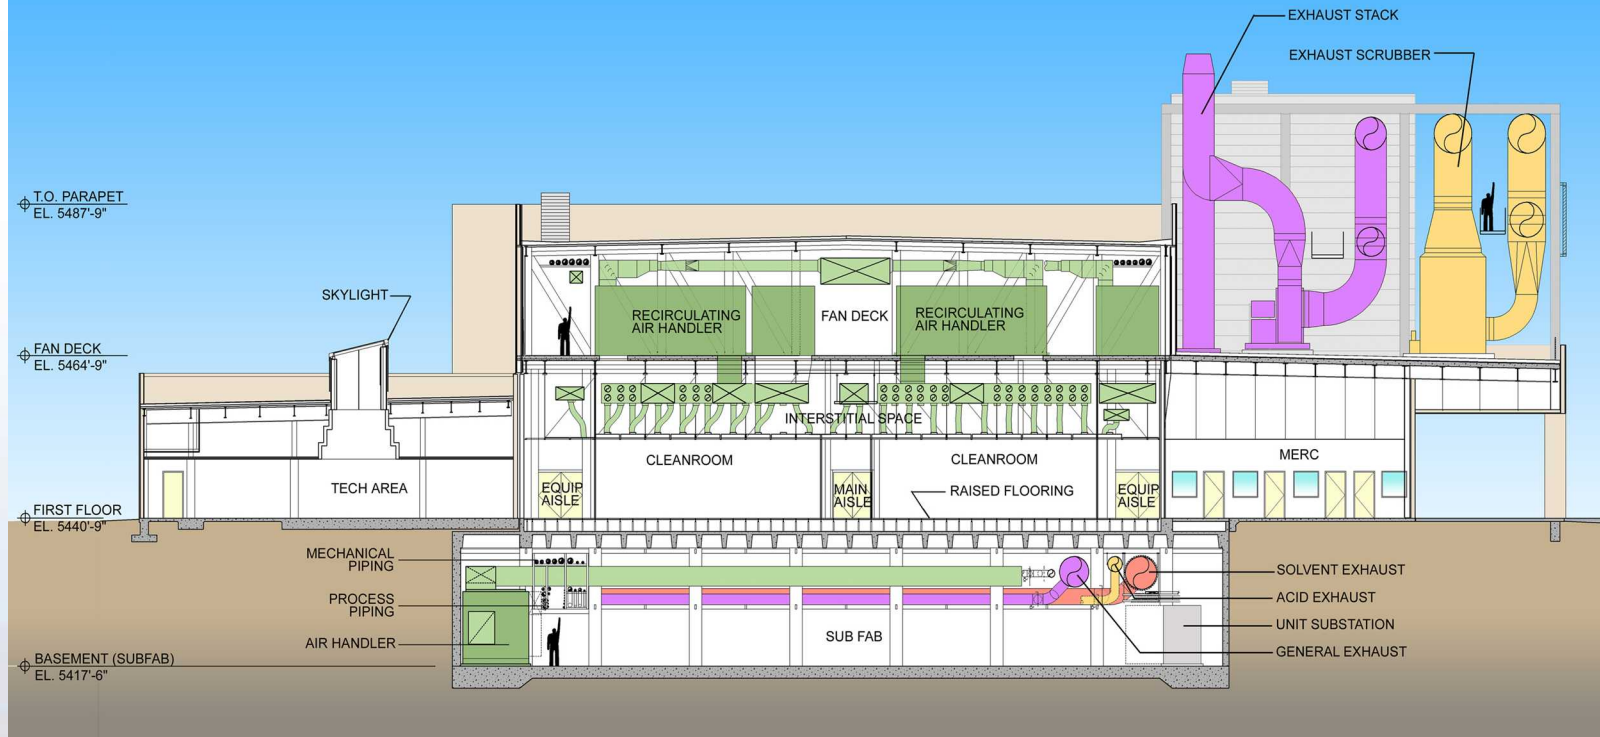 EXHAUST STACK
EXHAUST SCRUBBER
T.O. PARAPET
EL. 5487'-9"
SKYLIGHT
RECIRCULATING
AIR HANDLER
FAN DECK
RECIRCULATING
AIR HANDLER
FAN DECK
EL. 5464'-9"
INTERSTITIAL SPACE
CLEANROOM
CLEANROOM
MERC
TECH AREA
EQUIP
AISLE
MAIN
AISLE
RAISED FLOORING
EQUIP
AISLE
FIRST FLOOR
EL. 5440'-9"
MECHANICAL
PIPING
PROCESS
PIPING
AIR HANDLER
SUB FAB
SOLVENT EXHAUST
ACID EXHAUST
UNIT SUBSTATION
GENERAL EXHAUST
BASEMENT (SUBFAB)
EL. 5417'-6"